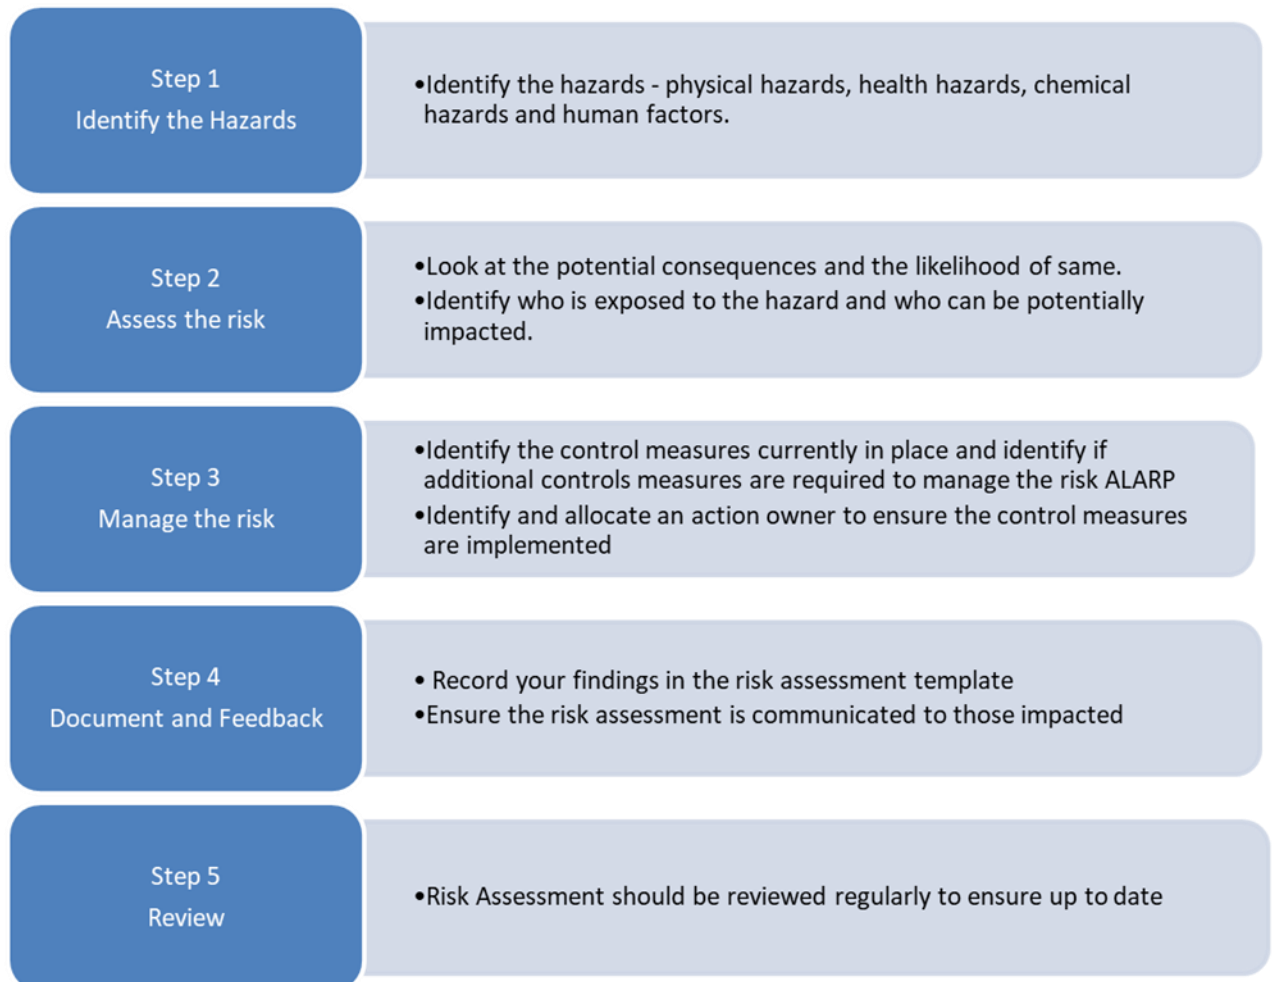 Step 1
Identify the Hazards
•Identify the hazards - physical hazards, health hazards, chemical
hazards and human factors.
Step 2
Assess the risk
•Look at the potential consequences and the likelihood of same.
•Identify who is exposed to the hazard and who can be potentially
impacted.
Step 3
Manage the risk
•Identify the control measures currently in place and identify if
additional controls measures are required to manage the risk ALARP
•Identify and allocate an action owner to ensure the control measures
are implemented
Step 4
Document and Feedback
• Record your findings in the risk assessment template
•Ensure the risk assessment is communicated to those impacted
Step 5
Review
•Risk Assessment should be reviewed regularly to ensure up to date